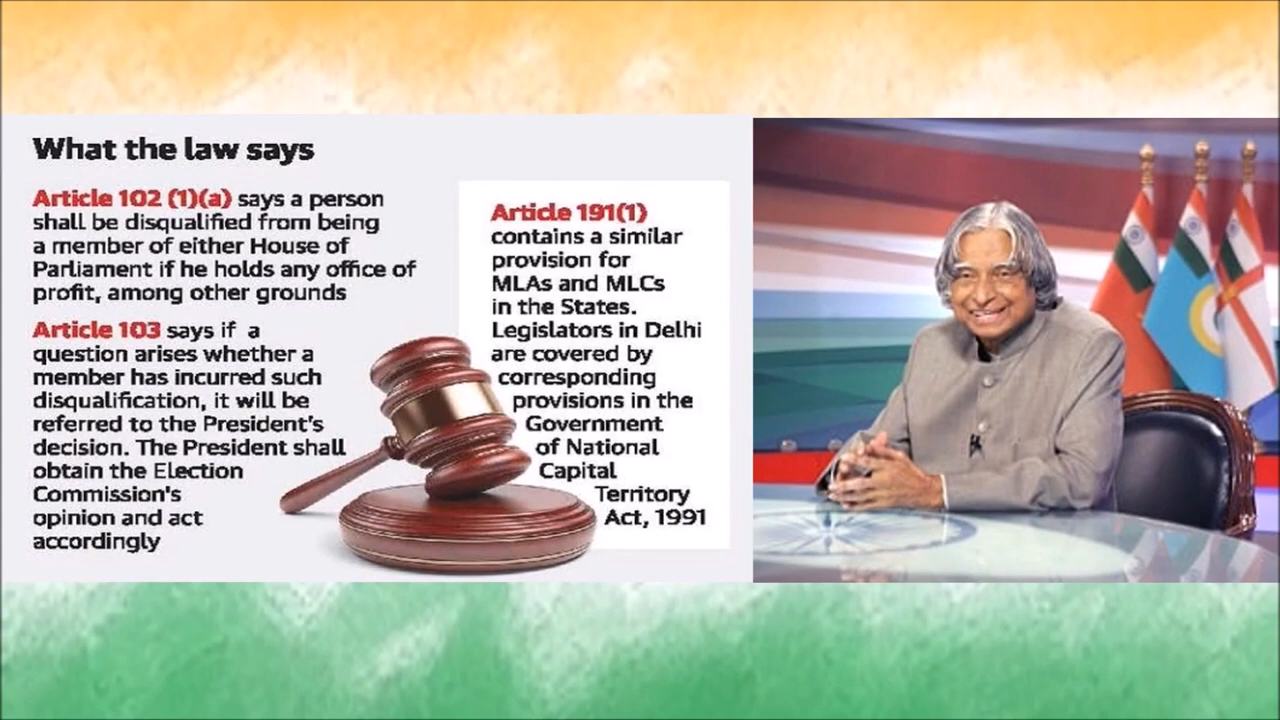 What the law says
Article 102 (1)(a) says a person
shall be disqualified from being
a member of either House of
Parliament if he holds any office of
profit, among other grounds
Article 103 says if a
question arises whether a
member has incurred such
disqualification, it will be
referred to the President's
decision. The President shall
obtain the Election
Commission's
opinion and act
accordingly
Article 191(1)
contains a similar
provision for
MLAs and MLCs
in the States.
Legislators in Delhi
are covered by
corresponding
provisions in the
Government
of National
Capital
Territory
Act, 1991